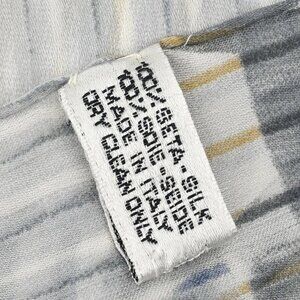 100% SETA - SILK
100% SOIE - SEIDE
MADE IN ITALY
DRY CLEAN ONLY